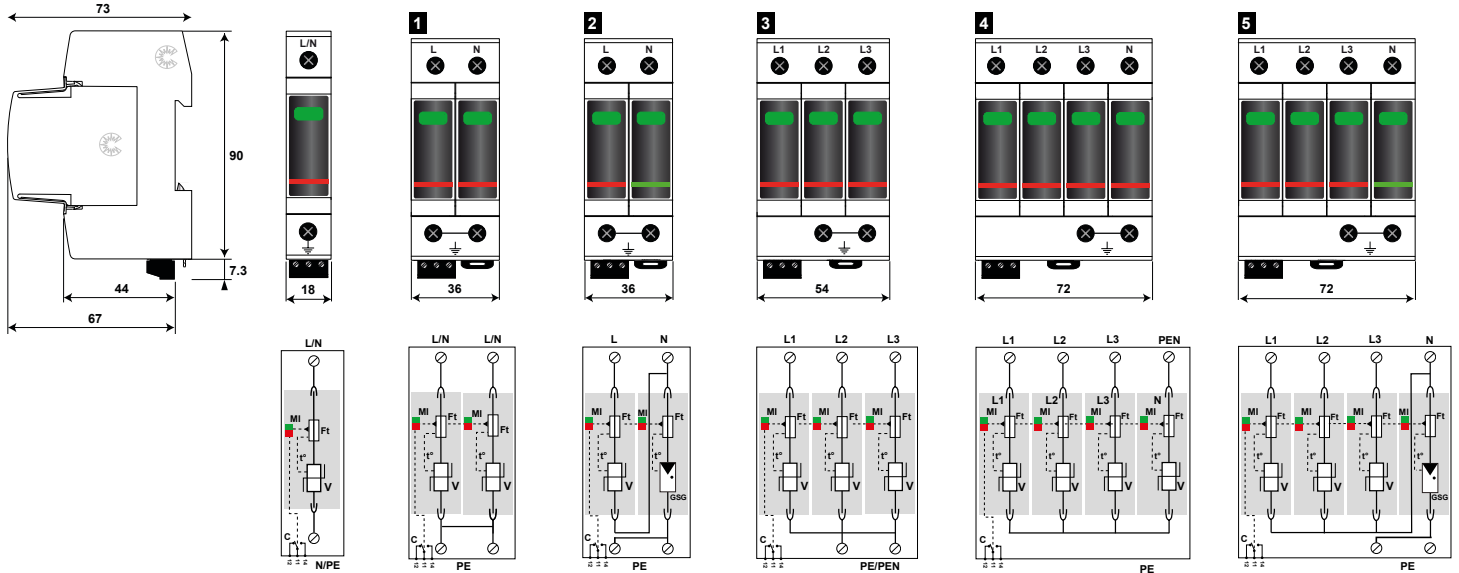 73
90
7.3
44
67
L/N
18
1
L N
36
2
L N
36
3
L1 L2 L3
54
4
L1 L2 L3 N
72
5
L1 L2 L3 N
72
L/N
MI
Ft
t°
V
C
12 11 14
N/PE
L/N L/N
MI MI
Ft Ft
t° t°
V V
C
12 11 14
PE
L N
MI Ft MI Ft
t° t°
V GSG
C
12 11 14
PE
L1 L2 L3
MI Ft MI Ft MI Ft
t° t° t°
V V V
C
12 11 14
PE/PEN
L1 L2 L3 PEN
L1 L2 L3 N
MI Ft MI Ft MI Ft MI Ft
t° t° t° t°
V V V V
C
12 11 14
PE
L1 L2 L3 N
MI Ft MI Ft MI Ft MI Ft
t° t° t° t°
V V V GSG
C
12 11 14
PE